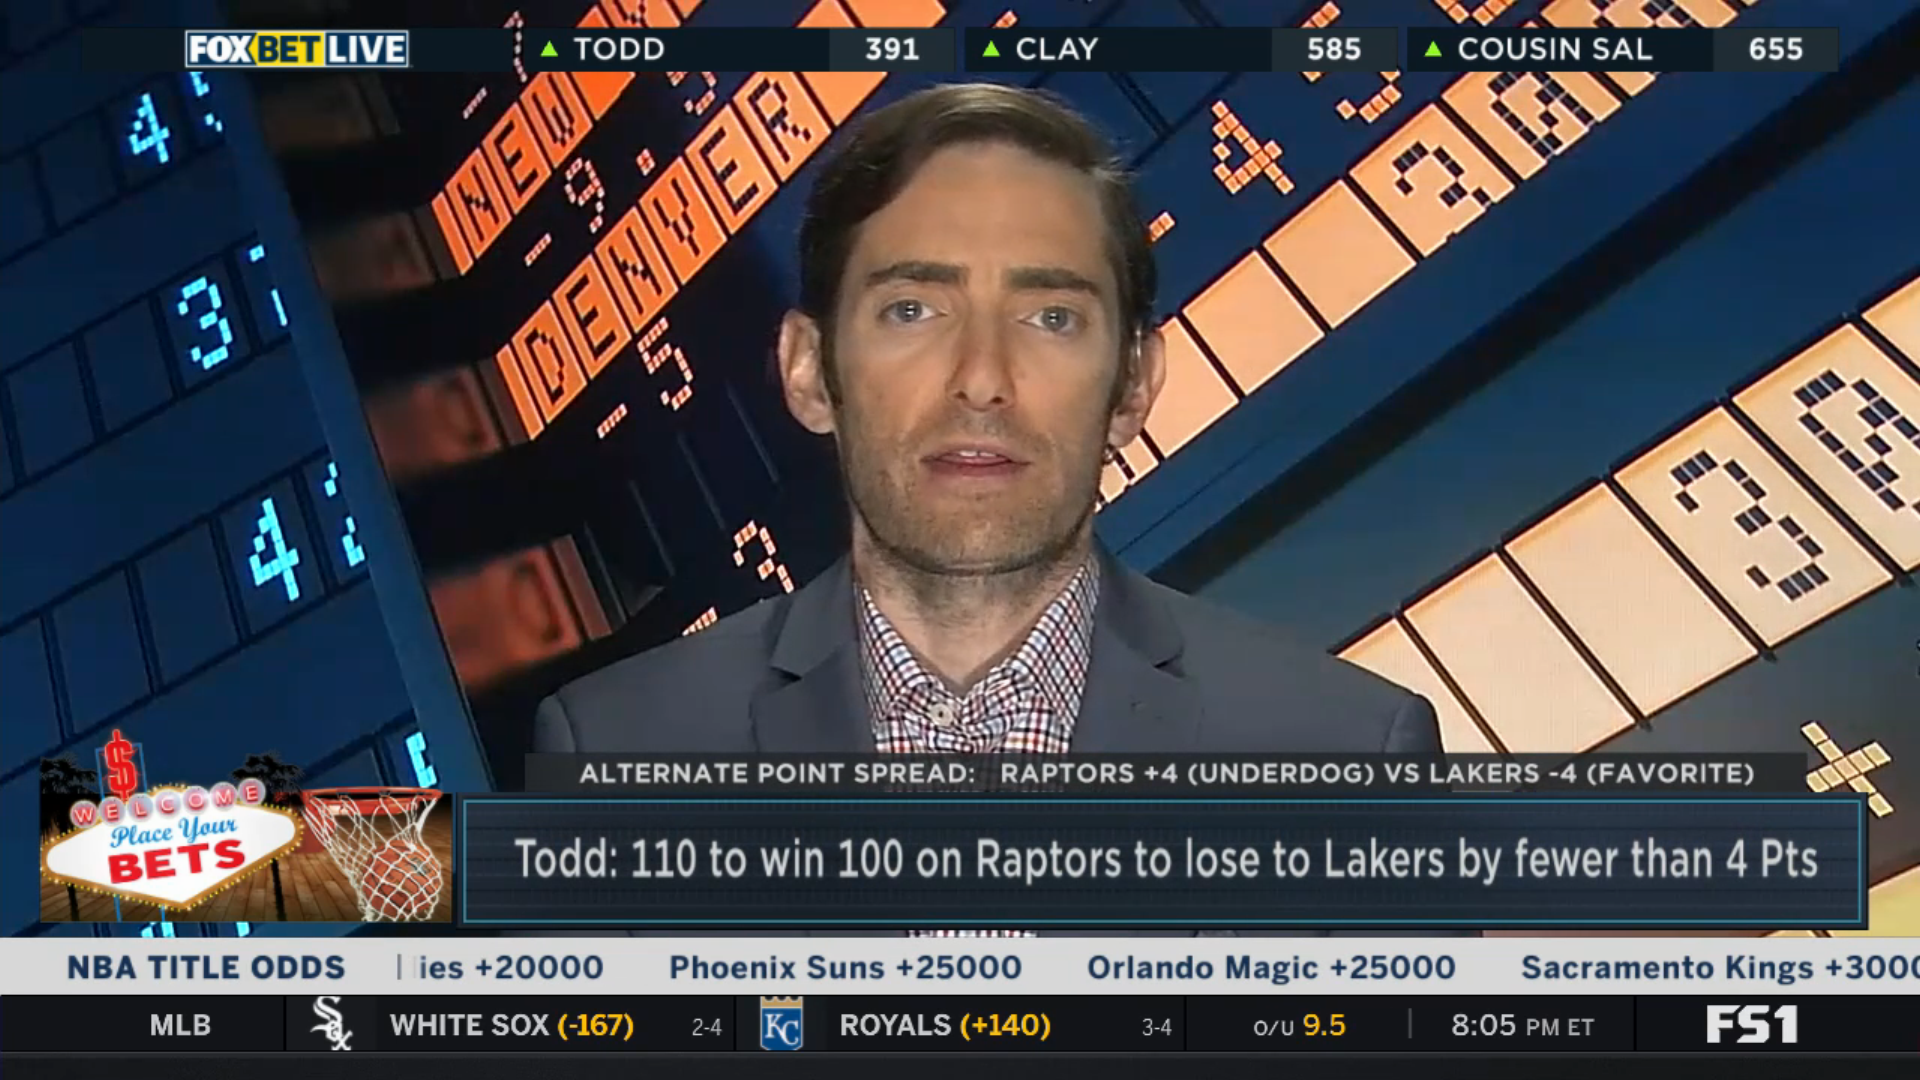 FOX BET LIVE
TODD 391
CLAY 585
COUSIN SAL 655
NEW
DENVER
ALTERNATE POINT SPREAD: RAPTORS +4 (UNDERDOG) VS LAKERS -4 (FAVORITE)
WELCOME
Place Your
BETS
Todd: 110 to win 100 on Raptors to lose to Lakers by fewer than 4 Pts
NBA TITLE ODDS ies +20000 Phoenix Suns +25000 Orlando Magic +25000 Sacramento Kings +3000
MLB Sox WHITE SOX (-167) 2-4 KC ROYALS (+140) 3-4 O/U 9.5 8:05 PM ET FS1